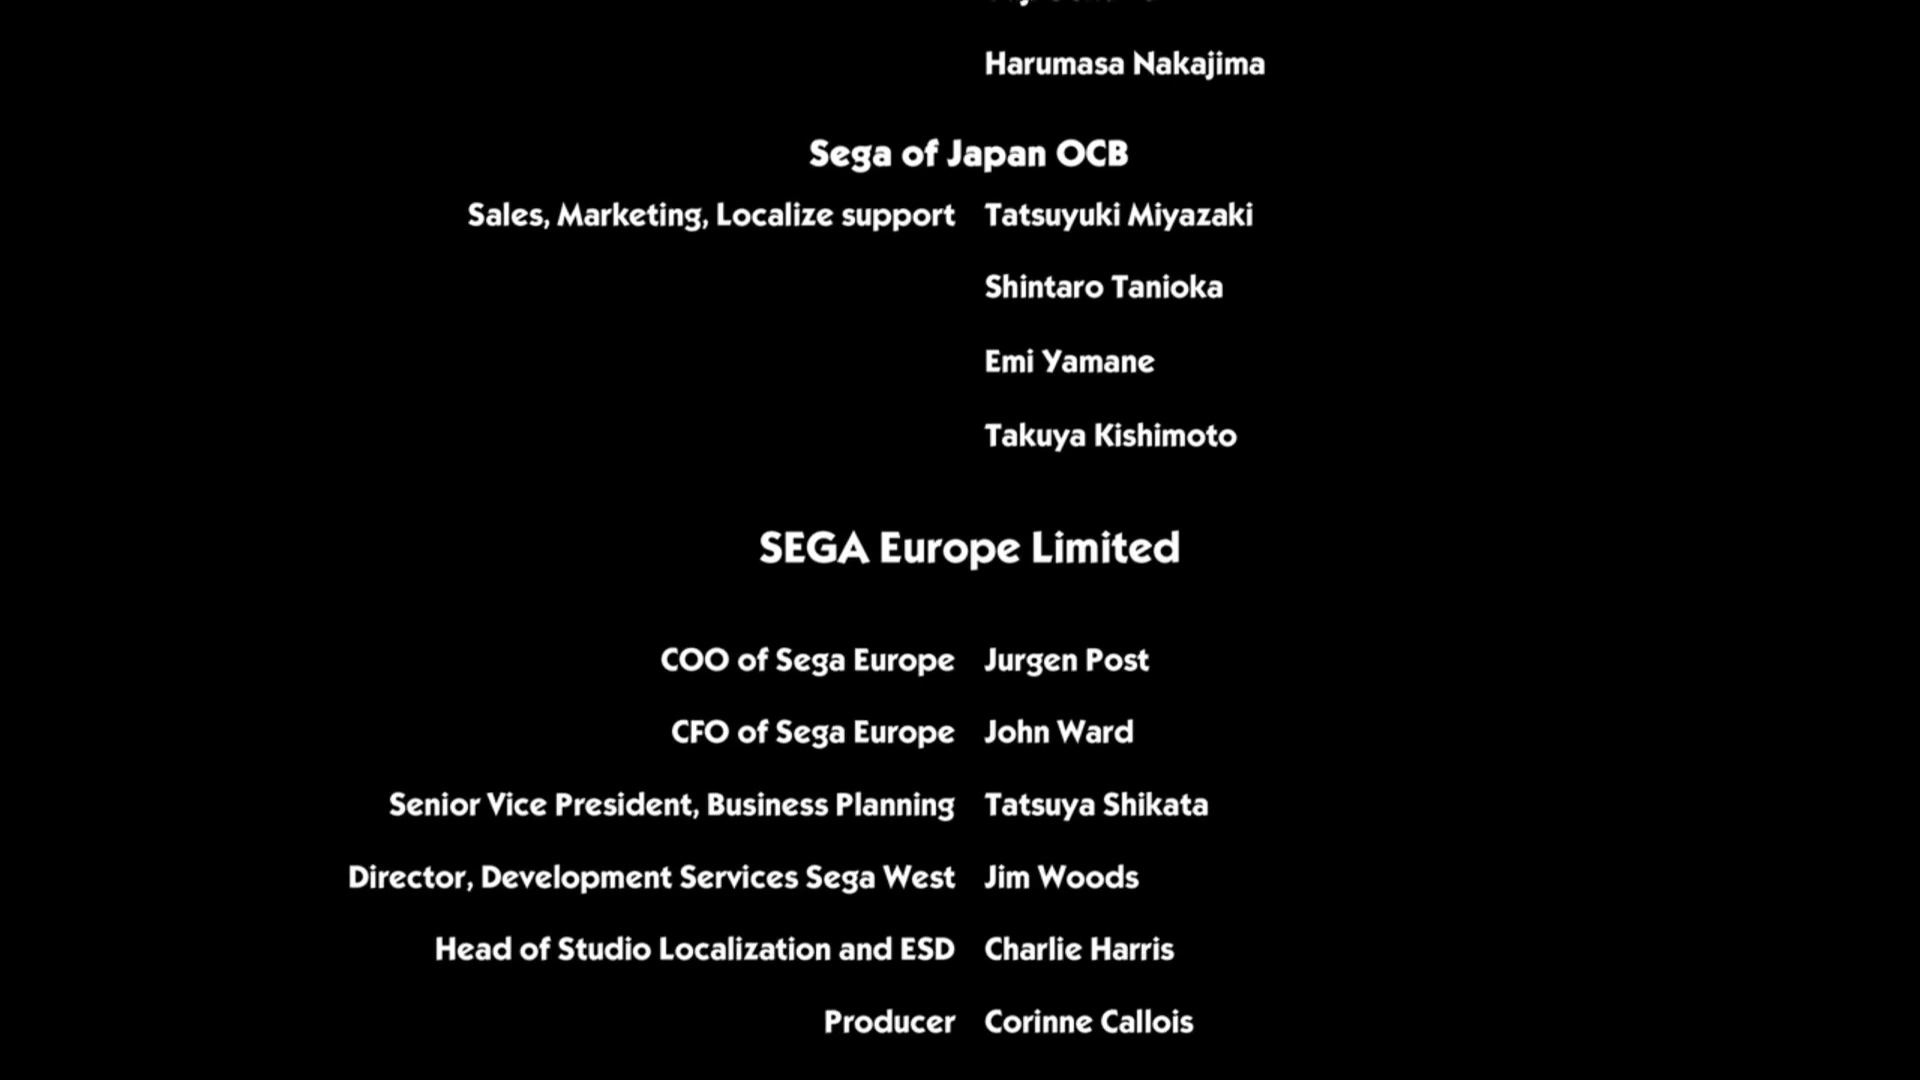 Harumasa Nakajima
Sega of Japan OCB
Sales, Marketing, Localize support Tatsuyuki Miyazaki
Shintaro Tanioka
Emi Yamane
Takuya Kishimoto
SEGA Europe Limited
COO of Sega Europe Jurgen Post
CFO of Sega Europe John Ward
Senior Vice President, Business Planning Tatsuya Shikata
Director, Development Services Sega West Jim Woods
Head of Studio Localization and ESD Charlie Harris
Producer Corinne Callois